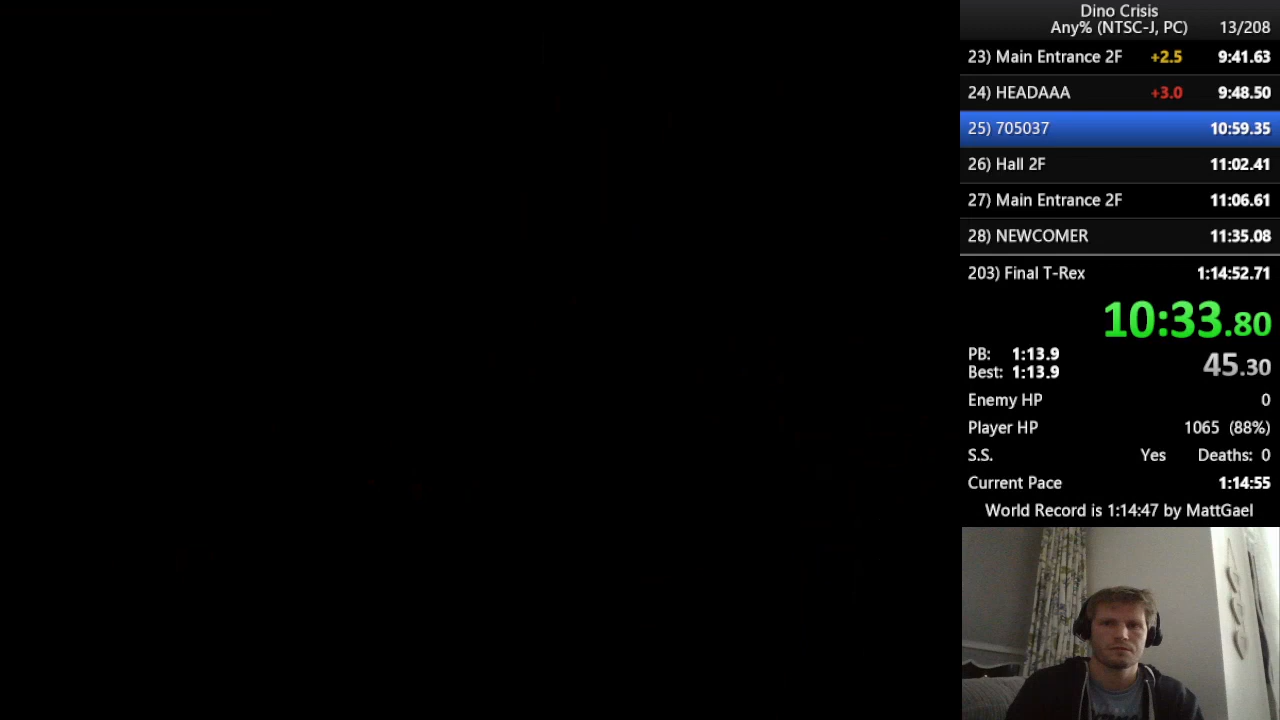 Dino Crisis
Any% (NTSC-J, PC) 13/208
23) Main Entrance 2F +2.5 9:41.63
24) HEADAAA +3.0 9:48.50
25) 705037 10:59.35
26) Hall 2F 11:02.41
27) Main Entrance 2F 11:06.61
28) NEWCOMER 11:35.08
203) Final T-Rex 1:14:52.71
10:33.80
PB: 1:13.9 45.30
Best: 1:13.9
Enemy HP 0
Player HP 1065 (88%)
S.S. Yes Deaths: 0
Current Pace 1:14:55
World Record is 1:14:47 by MattGael